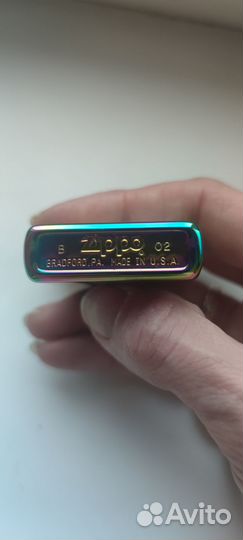 B Zippo 02
BRADFORD, PA. MADE IN U.S.A.
Avito